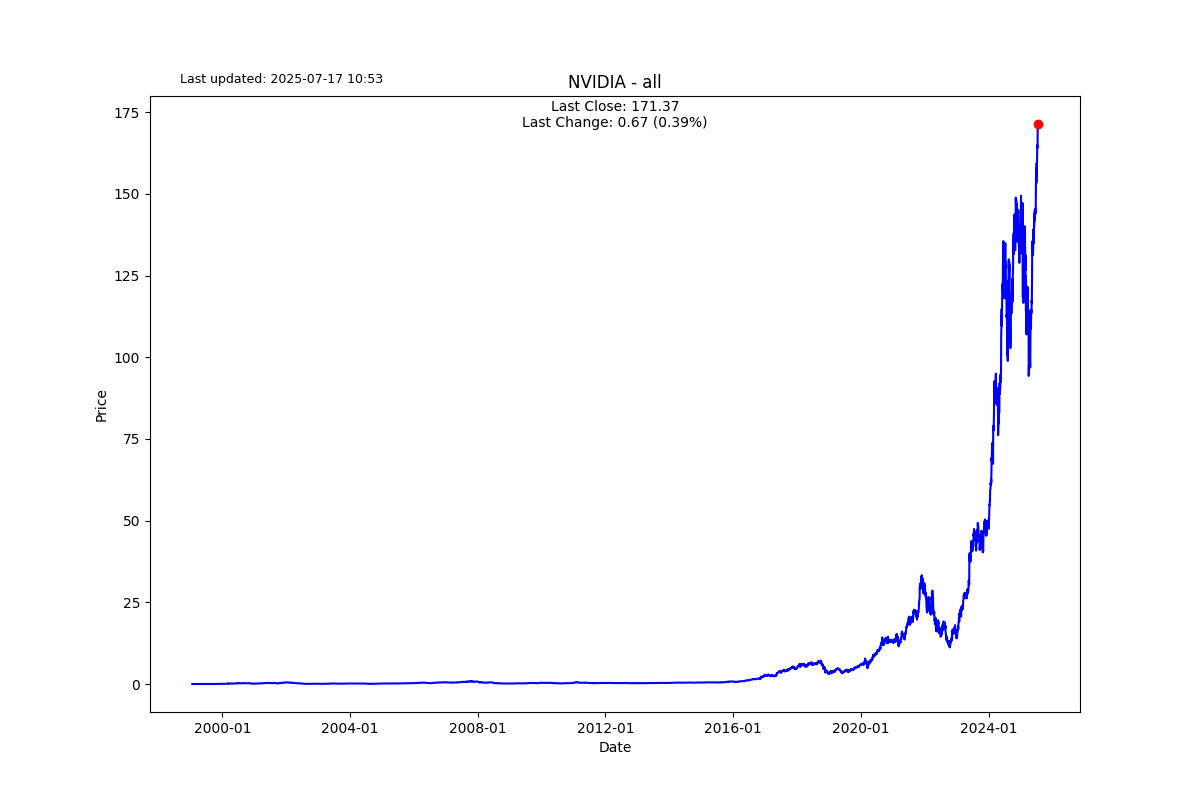 Last updated: 2025-07-17 10:53
NVIDIA - all
Last Close: 171.37
Last Change: 0.67 (0.39%)
175
150
125
100
75
50
25
0
Price
2000-01
2004-01
2008-01
2012-01
2016-01
2020-01
2024-01
Date